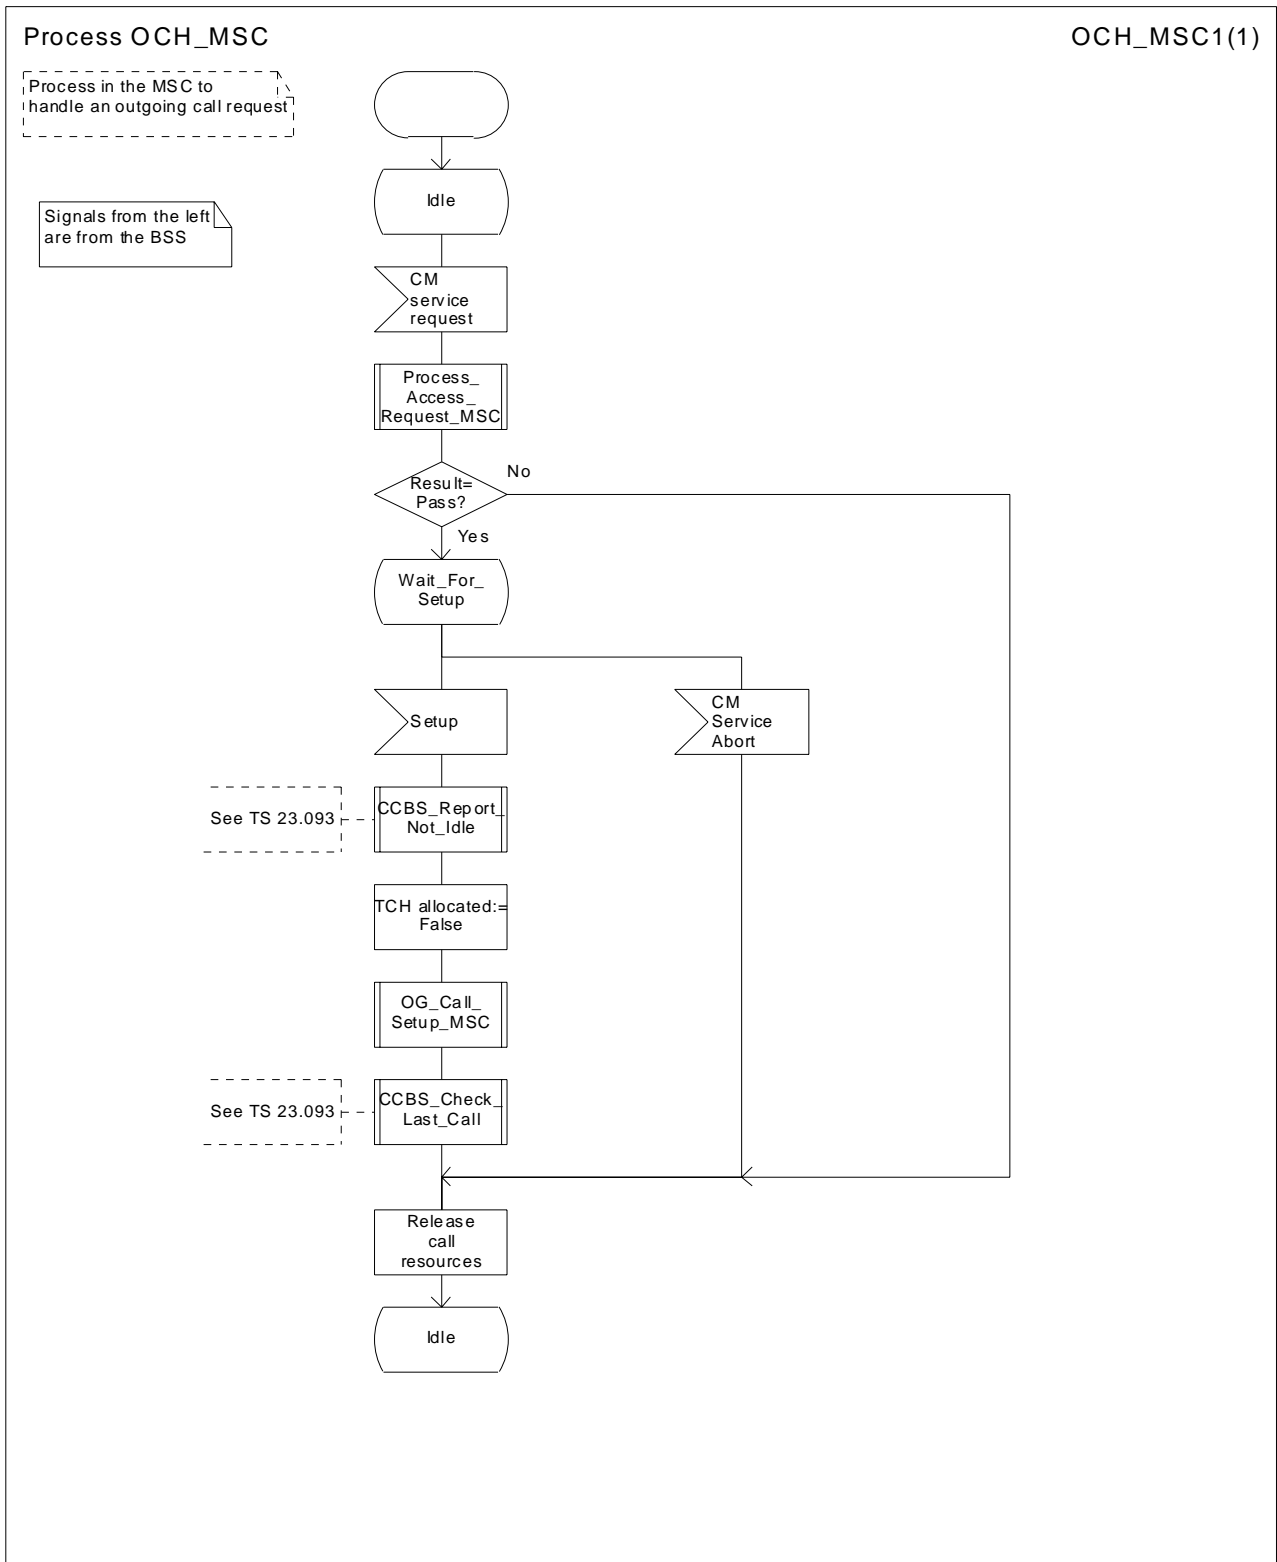 Process OCH_MSC
OCH_MSC1(1)
Process in the MSC to
handle an outgoing call request
Signals from the left
are from the BSS
Idle
CM
service
request
Process_
Access_
Request_MSC
Result=
Pass?
No
Yes
Wait_For_
Setup
Setup
CM
Service
Abort
See TS 23.093
CCBS_Report_
Not_Idle
TCH allocated:=
False
OG_Call_
Setup_MSC
See TS 23.093
CCBS_Check_
Last_Call
Release
call
resources
Idle